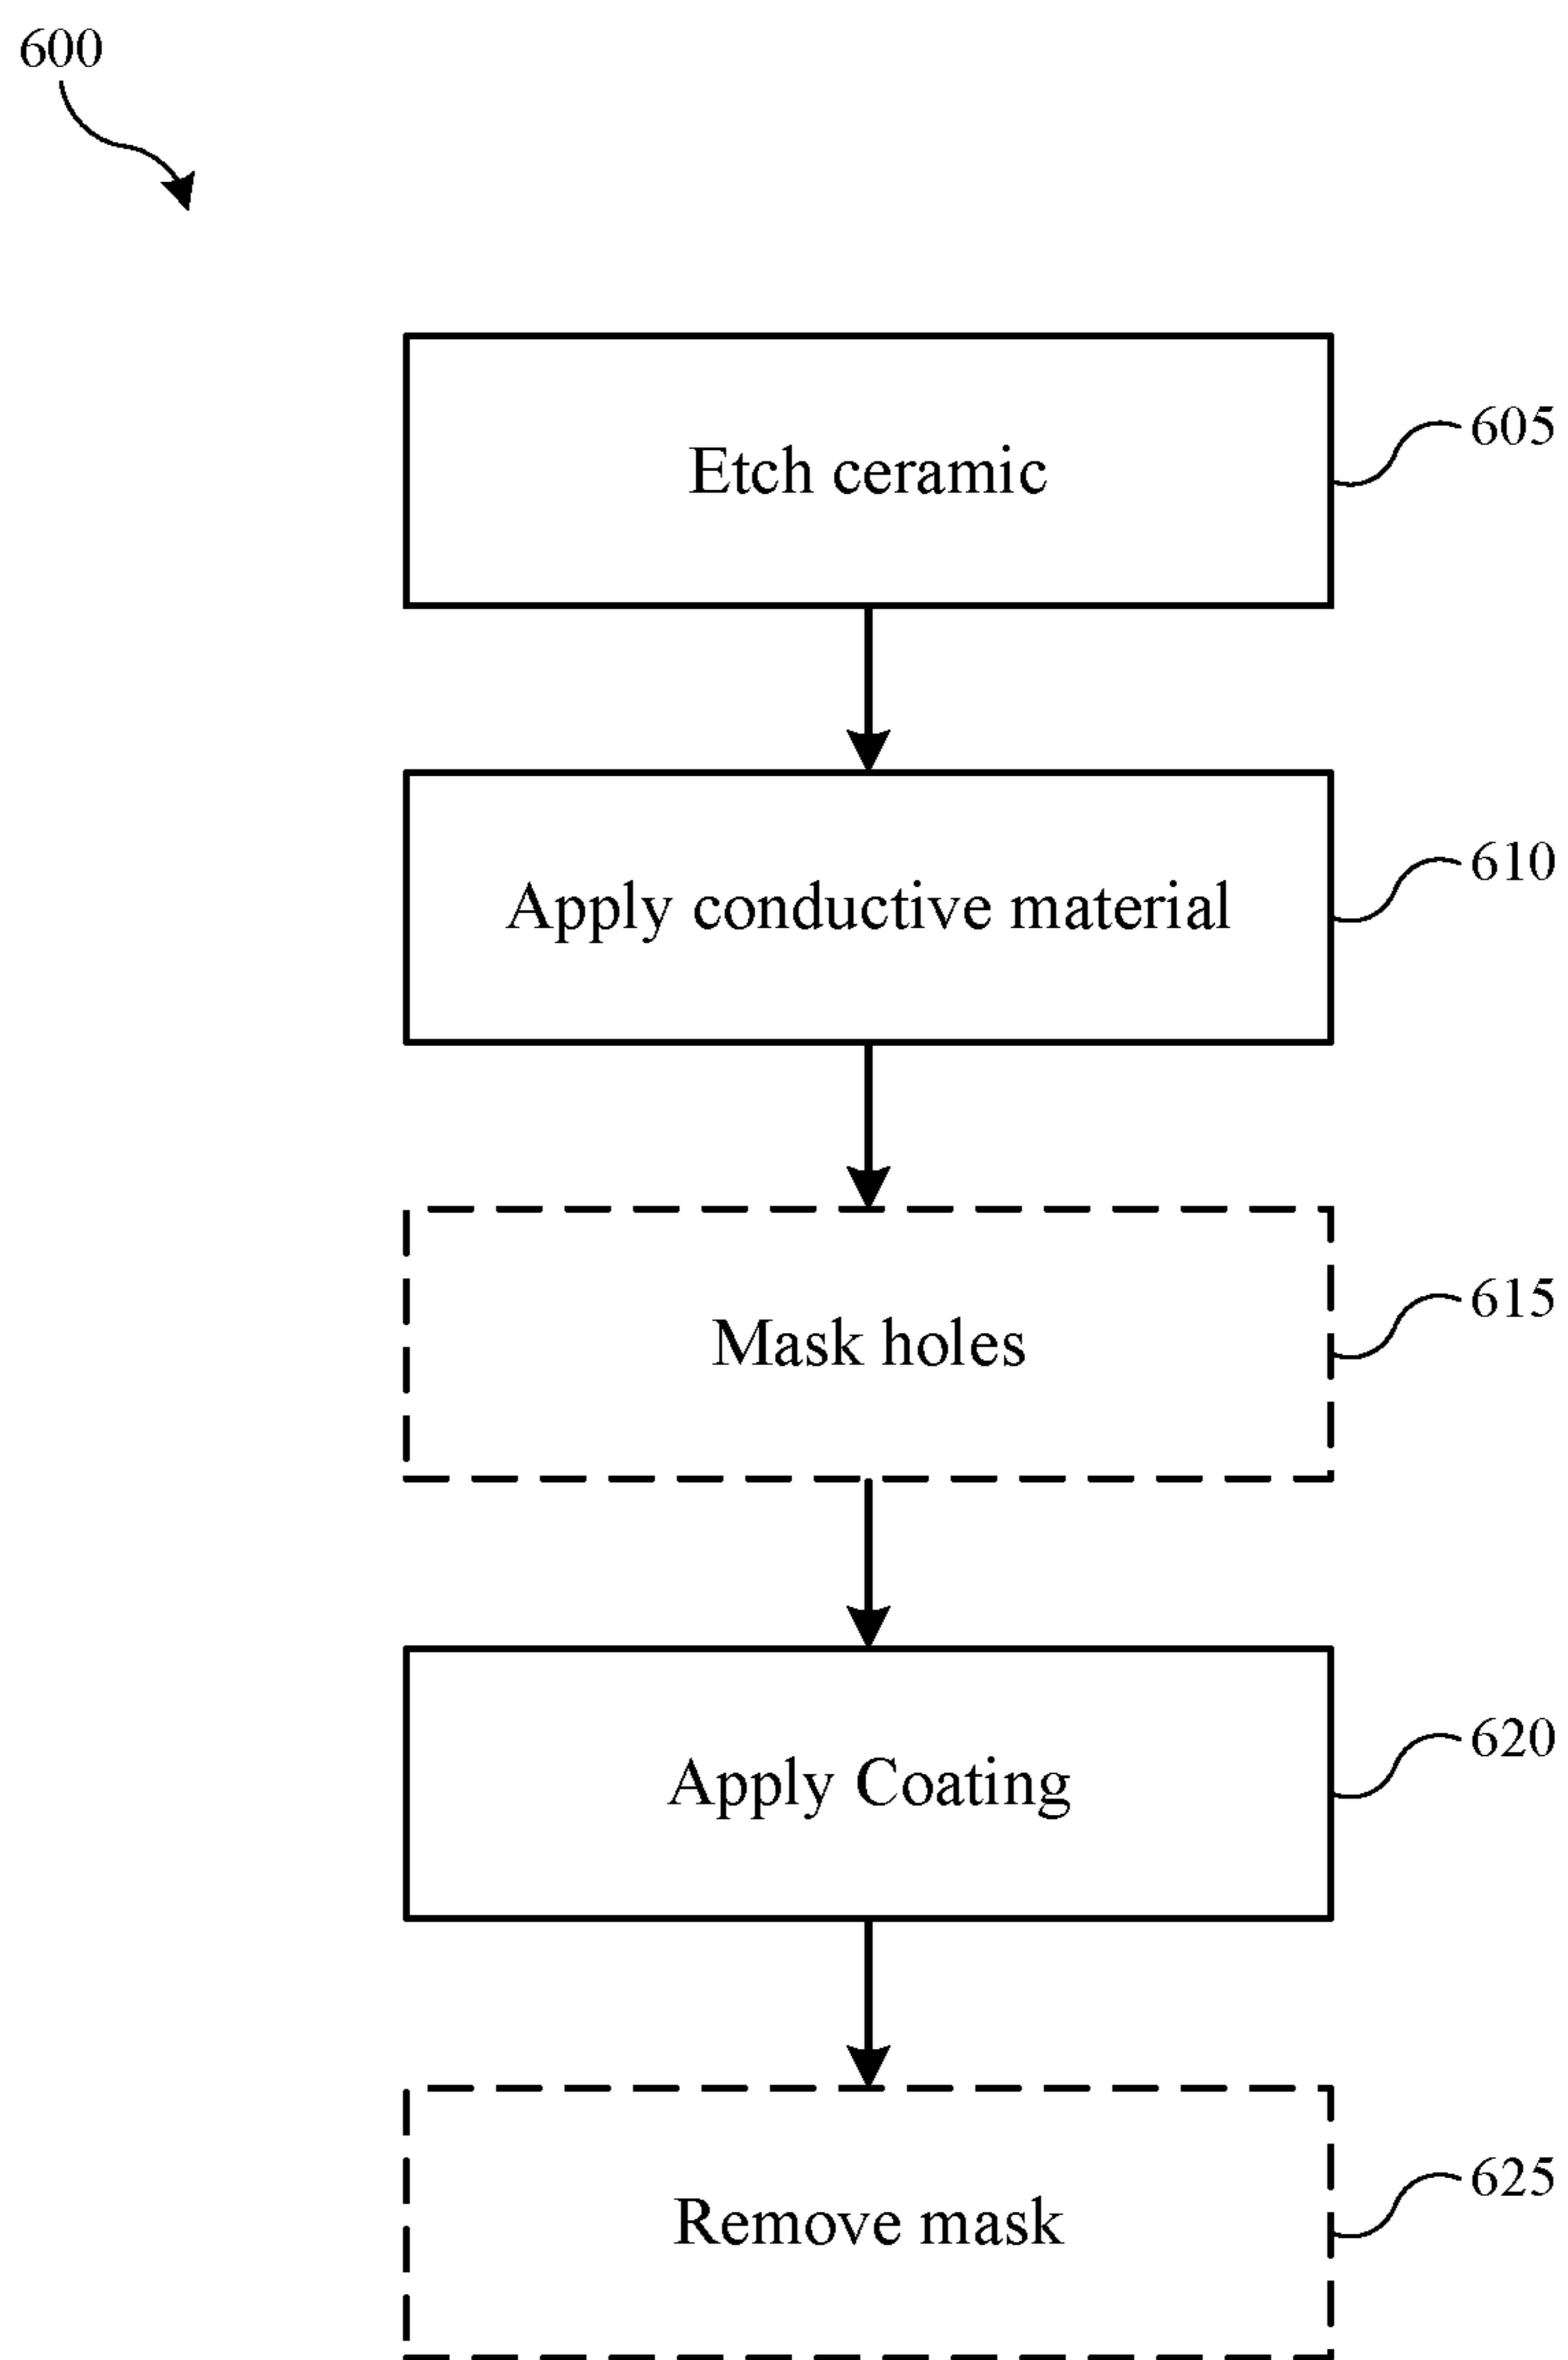 600
Etch ceramic
605
Apply conductive material
610
Mask holes
615
Apply Coating
620
Remove mask
625